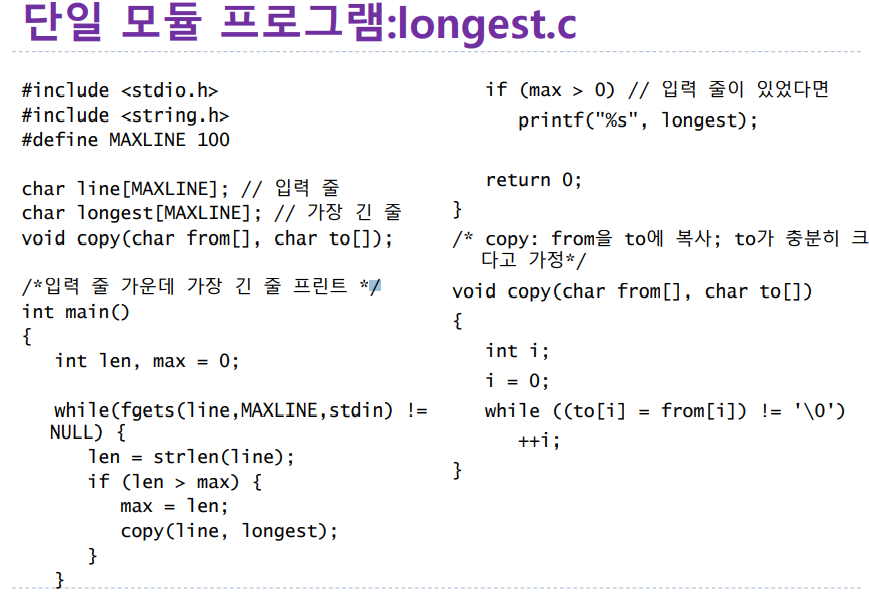 단일 모듈 프로그램:longest.c
#include <stdio.h>
#include <string.h>
#define MAXLINE 100
char line[MAXLINE]; // 입력 줄
char longest[MAXLINE]; // 가장 긴 줄
void copy(char from[], char to[]);
/*입력 줄 가운데 가장 긴 줄 프린트 */
int main()
{
int len, max = 0;
while(fgets(line,MAXLINE,stdin) !=
NULL) {
len = strlen(line);
if (len > max) {
max = len;
copy(line, longest);
}
}
if (max > 0) // 입력 줄이 있었다면
printf("%s", longest);
return 0;
}
/* copy: from을 to에 복사; to가 충분히 크
다고 가정*/
void copy(char from[], char to[])
{
int i;
i = 0;
while ((to[i] = from[i]) != '\0')
++i;
}